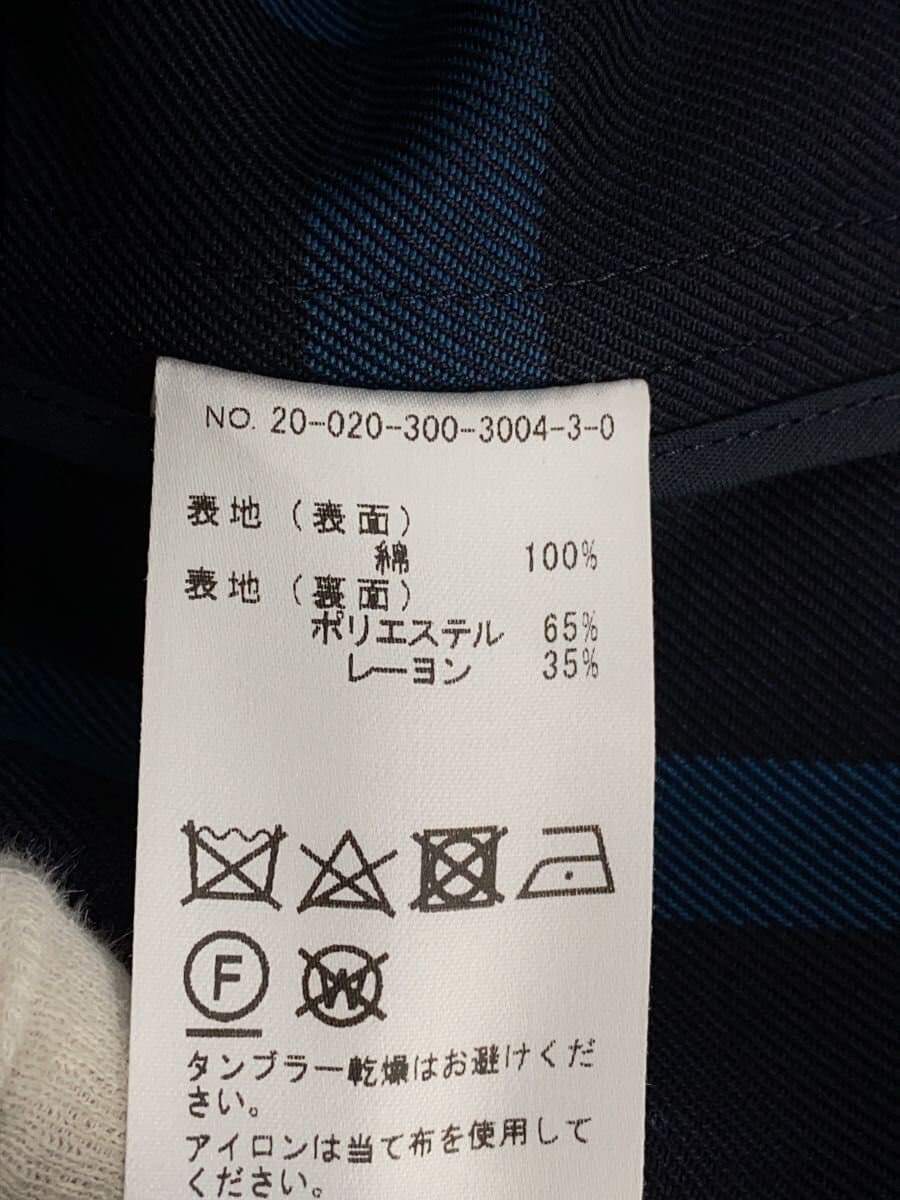 NO. 20-020-300-3004-3-0
表地（表面）
綿 100%
表地（裏面）
ポリエステル 65%
レーヨン 35%
F
W
タンブラー乾燥はお避けくだ
さい。
アイロンは当て布を使用して
ください。